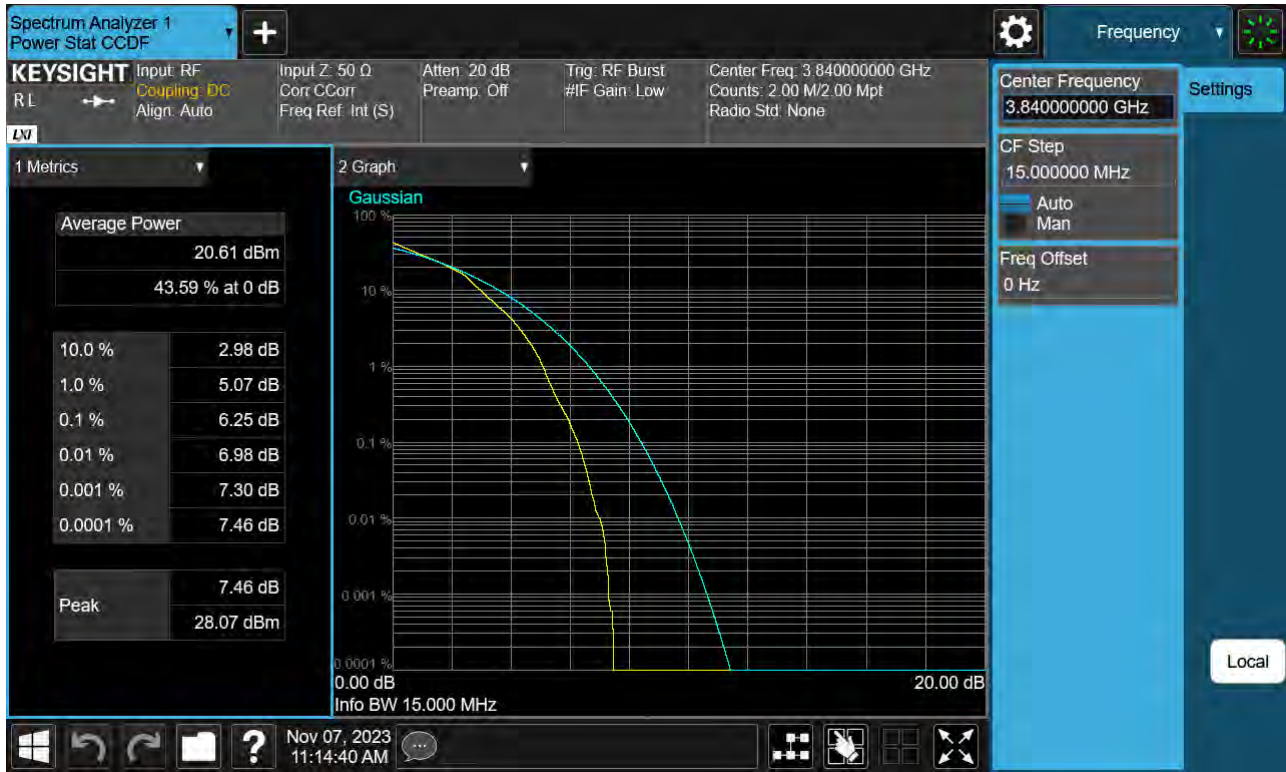 Spectrum Analyzer 1
Power Stat CCDF
Frequency
KEYSIGHT
RL
LXI
Input: RF
Coupling: DC
Align: Auto
Input Z: 50 Ω
Corr CCorr
Freq Ref: Int (S)
Atten: 20 dB
Preamp: Off
Trig: RF Burst
#IF Gain: Low
Center Freq: 3.840000000 GHz
Counts: 2.00 M/2.00 Mpt
Radio Std: None
Center Frequency
3.840000000 GHz
Settings
CF Step
15.000000 MHz
Auto
Man
Freq Offset
0 Hz
1 Metrics
Average Power
20.61 dBm
43.59 % at 0 dB
10.0 % 2.98 dB
1.0 % 5.07 dB
0.1 % 6.25 dB
0.01 % 6.98 dB
0.001 % 7.30 dB
0.0001 % 7.46 dB
Peak
7.46 dB
28.07 dBm
2 Graph
Gaussian
100 %
10 %
1 %
0.1 %
0.01 %
0.001 %
0.0001 %
0.00 dB 20.00 dB
Info BW 15.000 MHz
Local
?
Nov 07, 2023
11:14:40 AM